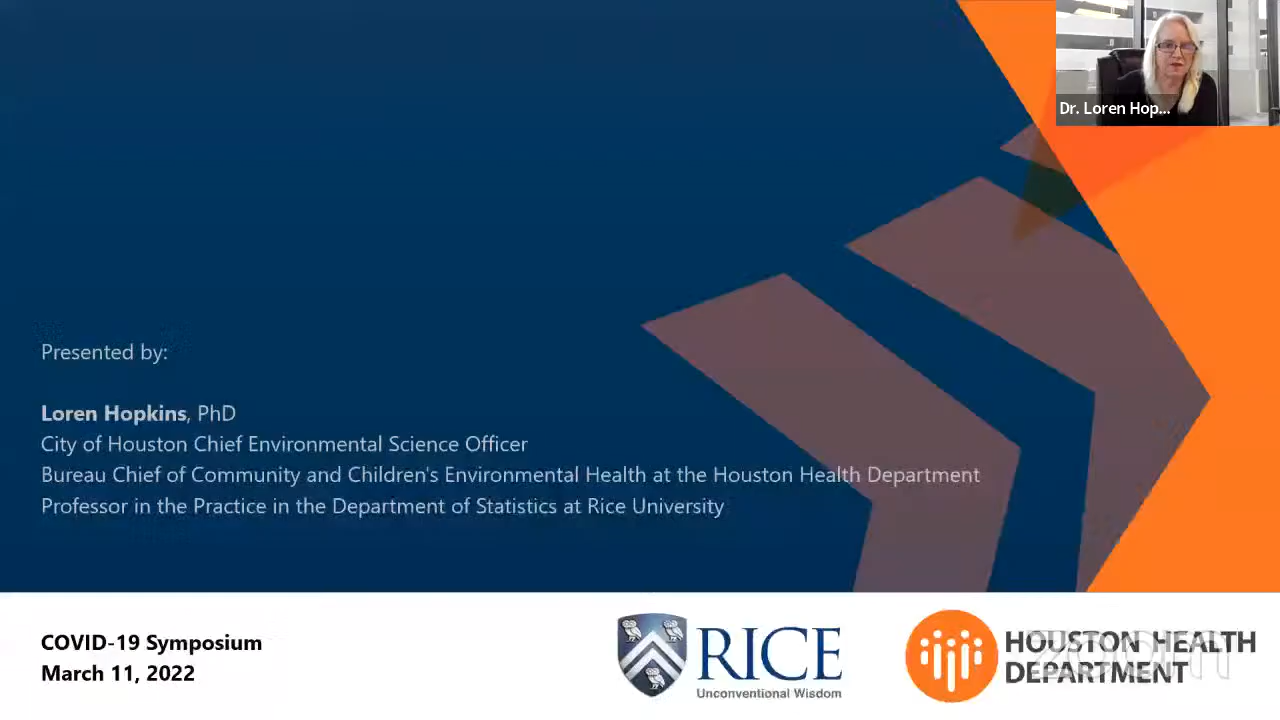 Dr. Loren Hop...
Presented by:
Loren Hopkins, PhD
City of Houston Chief Environmental Science Officer
Bureau Chief of Community and Children's Environmental Health at the Houston Health Department
Professor in the Practice in the Department of Statistics at Rice University
COVID-19 Symposium
March 11, 2022
RICE
Unconventional Wisdom
HOUSTON HEALTH
DEPARTMENT
zoom